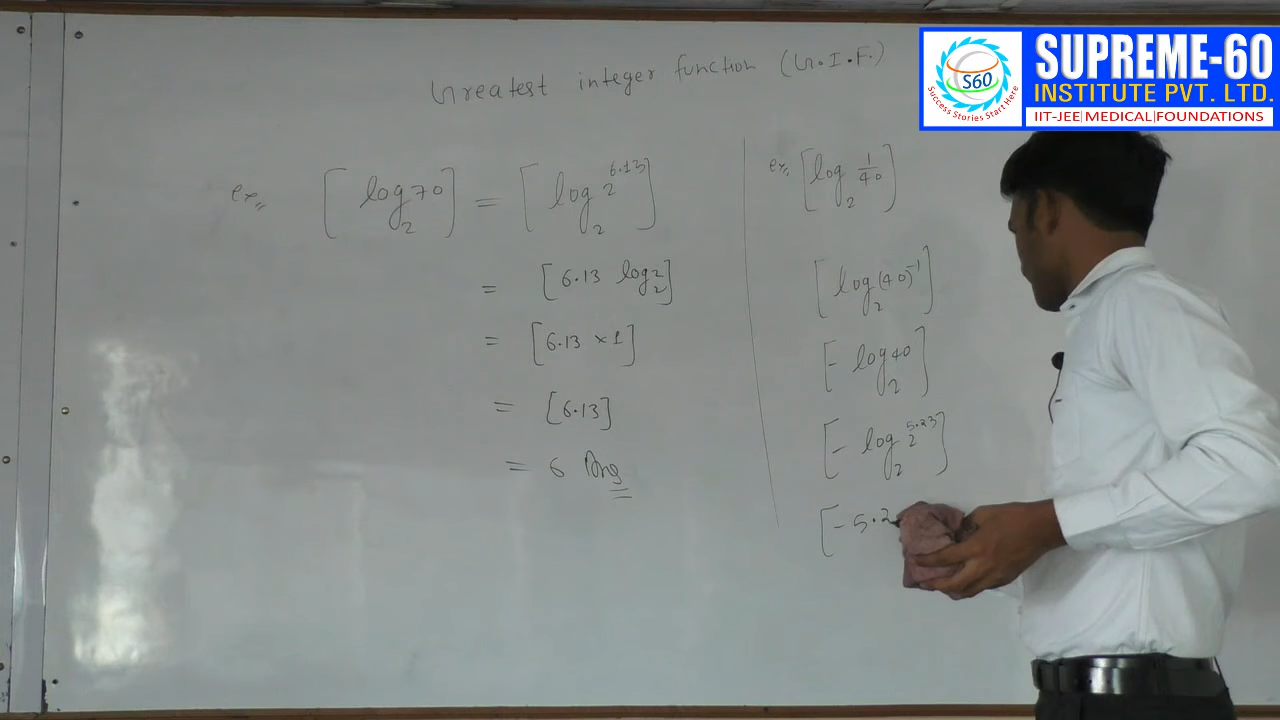 Greatest integer function (G.I.F.)
ex,, [log₂70] = [log₂2^6.13]
= [6.13 log₂2]
= [6.13 × 1]
= [6.13]
= 6 Ans
ex,, [log₂ 1/40]
[log₂(40)⁻¹]
[- log₂40]
[- log₂2^5.23]
[- 5.2
SUPREME-60
INSTITUTE PVT. LTD.
IIT-JEE|MEDICAL|FOUNDATIONS
S60
Success Stories Start Here